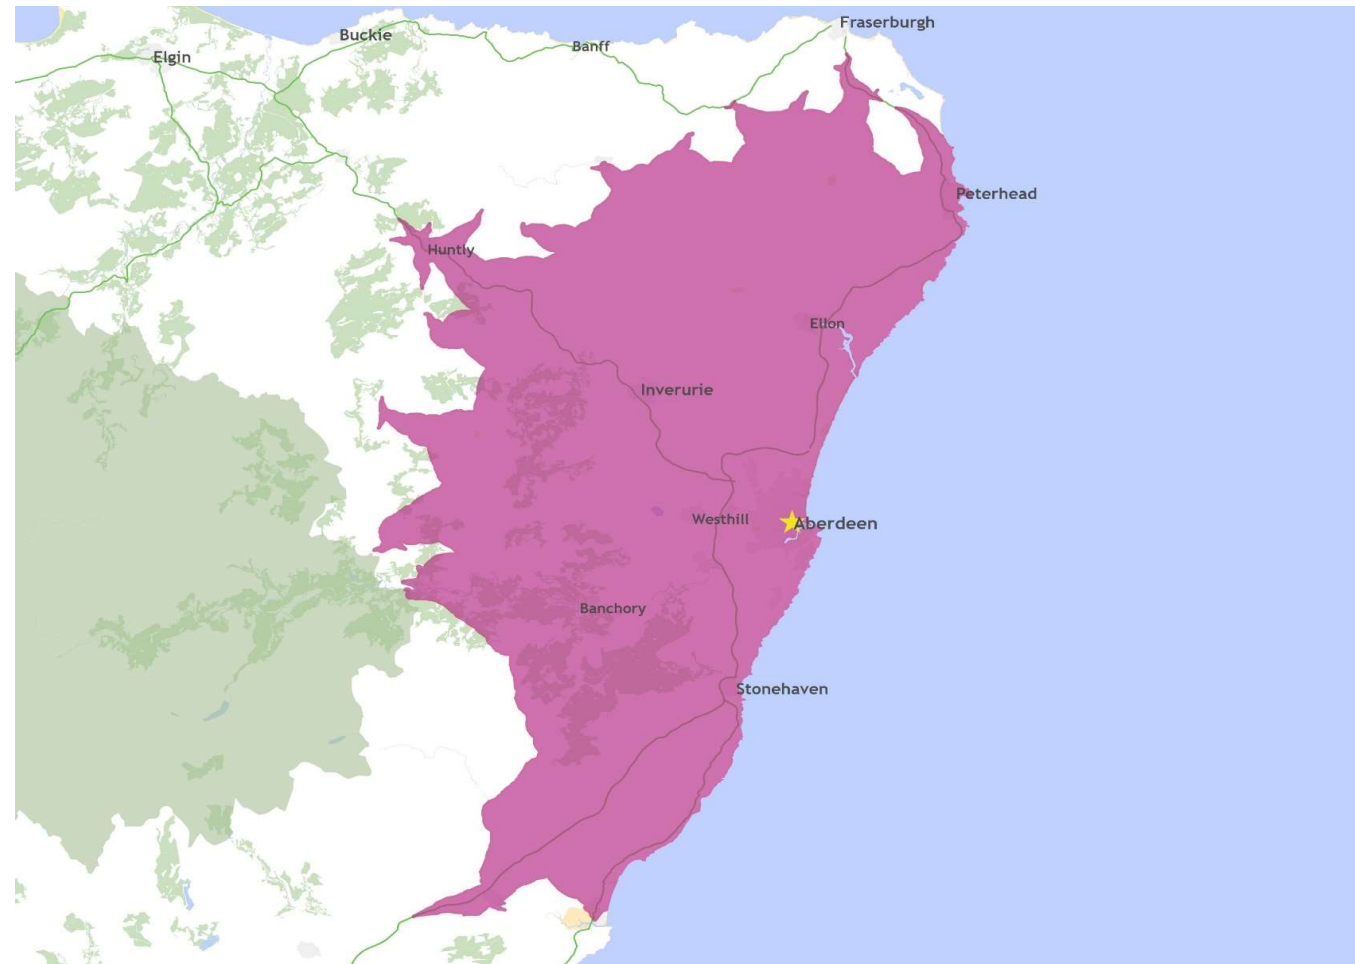 Fraserburgh
Buckie
Banff
Elgin
Peterhead
Huntly
Ellon
Inverurie
Westhill
Aberdeen
Banchory
Stonehaven